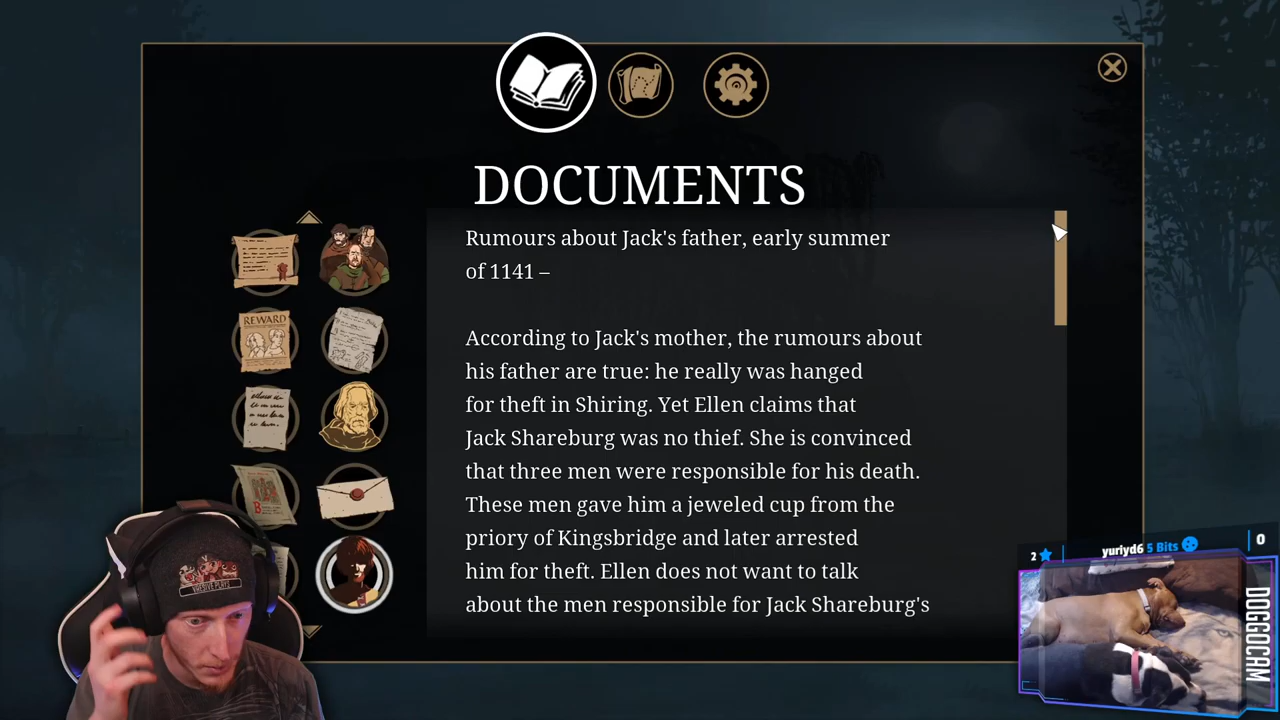 DOCUMENTS
Rumours about Jack's father, early summer
of 1141 –
According to Jack's mother, the rumours about
his father are true: he really was hanged
for theft in Shiring. Yet Ellen claims that
Jack Shareburg was no thief. She is convinced
that three men were responsible for his death.
These men gave him a jeweled cup from the
priory of Kingsbridge and later arrested
him for theft. Ellen does not want to talk
about the men responsible for Jack Shareburg's
REWARD
2
yurlyd6 5 Bits
0
DOGGOCAM